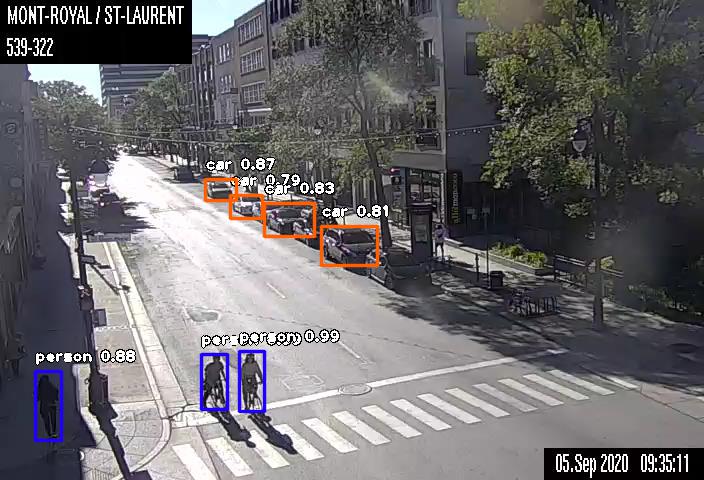 MONT-ROYAL / ST-LAURENT
539-322
car 0.87
car 0.79
car 0.83
car 0.81
person 0.99
person 0.88
05.Sep 2020 09:35:11